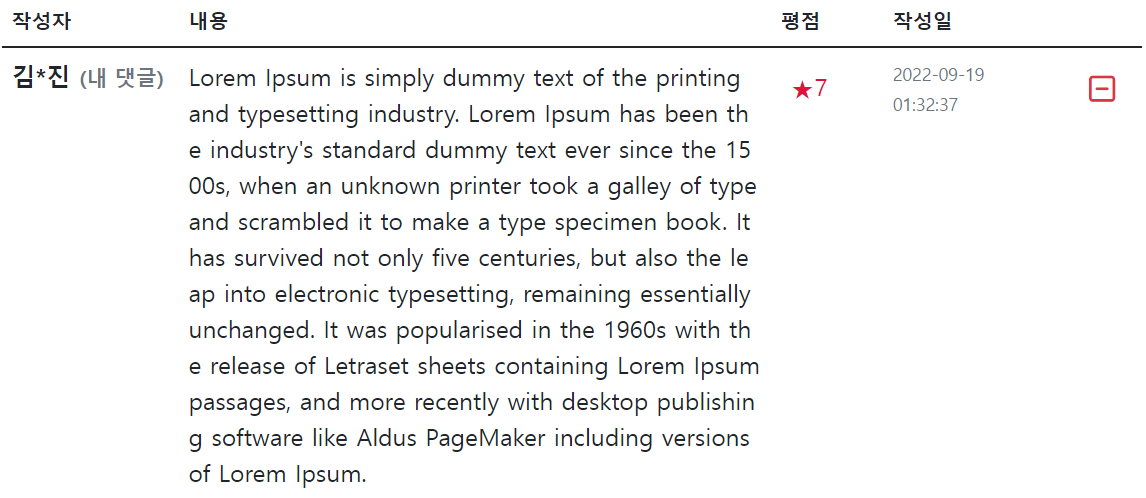 작성자 내용 평점 작성일
김*진 (내 댓글) Lorem Ipsum is simply dummy text of the printing ★7 2022-09-19
and typesetting industry. Lorem Ipsum has been th 01:32:37
e industry's standard dummy text ever since the 15
00s, when an unknown printer took a galley of type
and scrambled it to make a type specimen book. It
has survived not only five centuries, but also the le
ap into electronic typesetting, remaining essentially
unchanged. It was popularised in the 1960s with th
e release of Letraset sheets containing Lorem Ipsum
passages, and more recently with desktop publishin
g software like Aldus PageMaker including versions
of Lorem Ipsum.